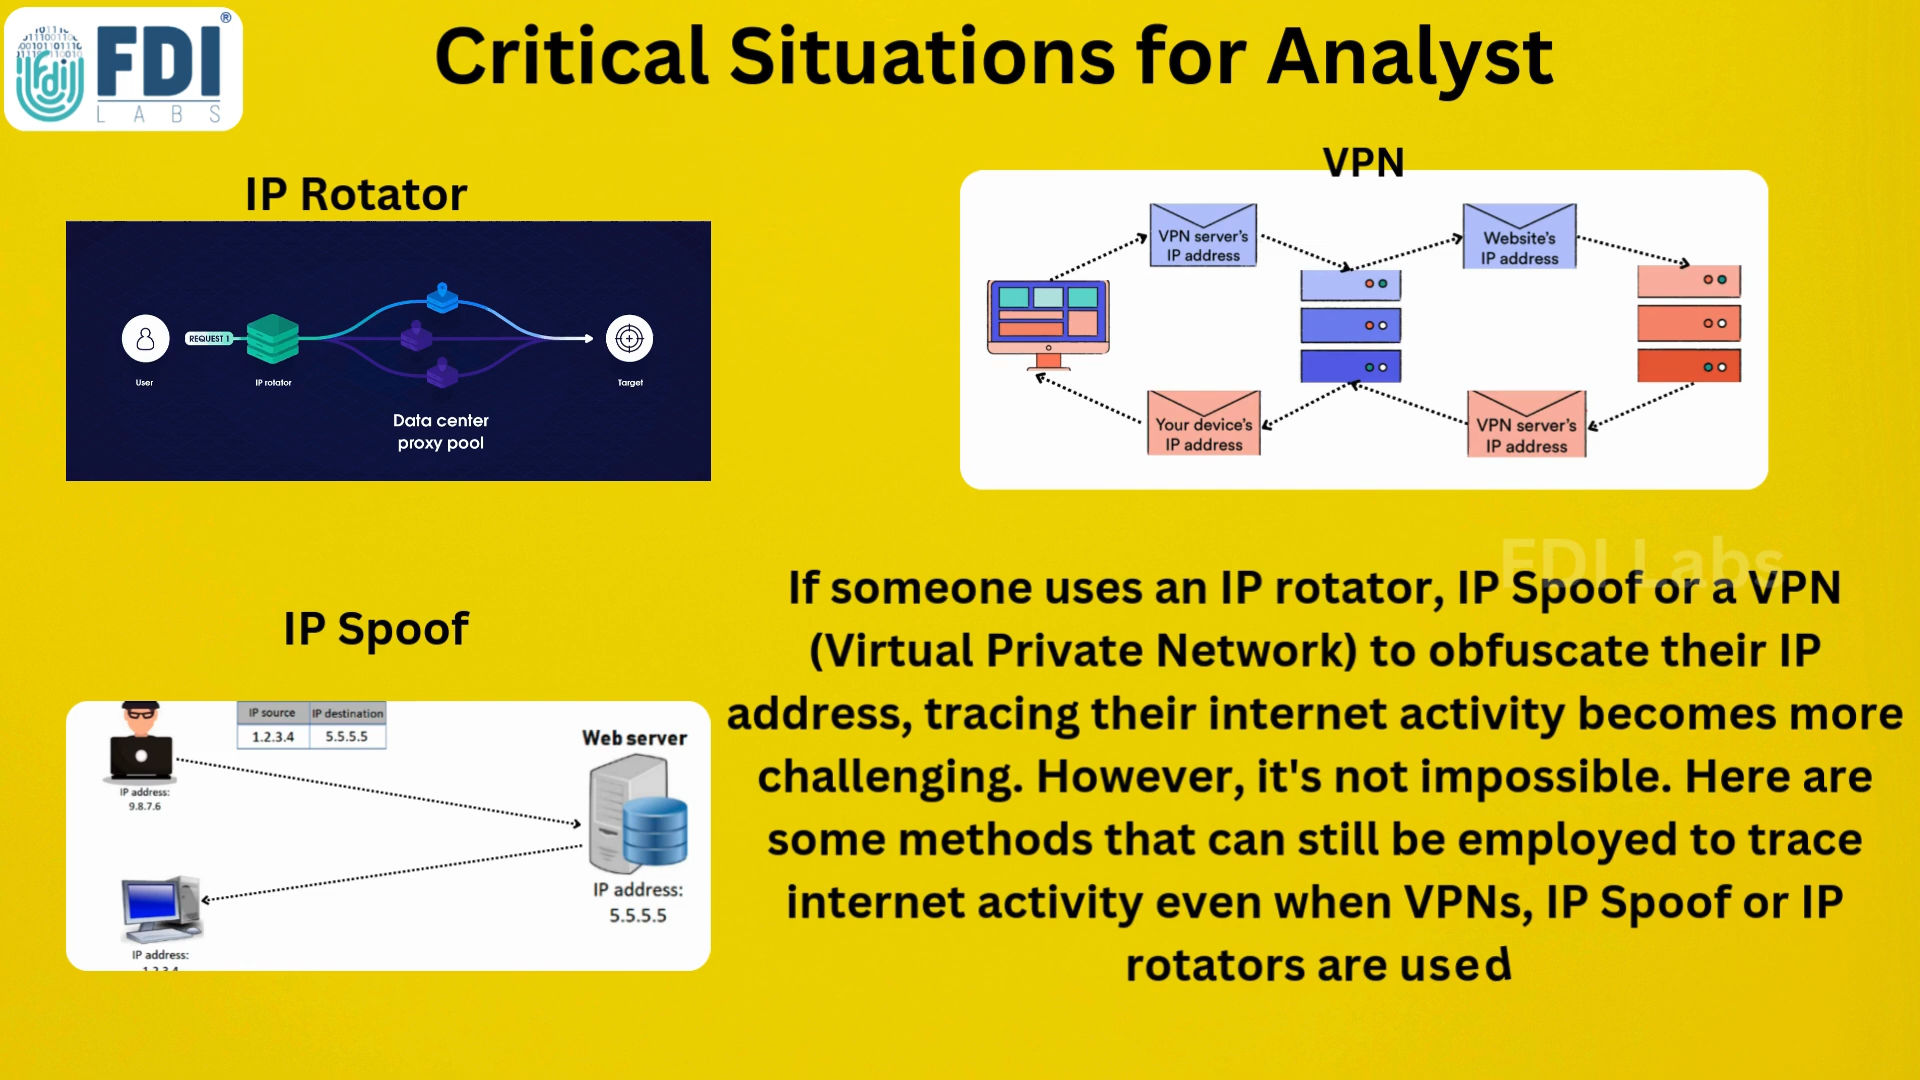 FDI
®
LABS
Critical Situations for Analyst
IP Rotator
REQUEST 1
User
IP rotator
Target
Data center
proxy pool
VPN
VPN server's
IP address
Website's
IP address
Your device's
IP address
VPN server's
IP address
IP Spoof
IP source IP destination
1.2.3.4 5.5.5.5
IP address:
9.8.7.6
Web server
IP address:
5.5.5.5
IP address:
1.2.3.4
FDI Labs
If someone uses an IP rotator, IP Spoof or a VPN
(Virtual Private Network) to obfuscate their IP
address, tracing their internet activity becomes more
challenging. However, it's not impossible. Here are
some methods that can still be employed to trace
internet activity even when VPNs, IP Spoof or IP
rotators are used